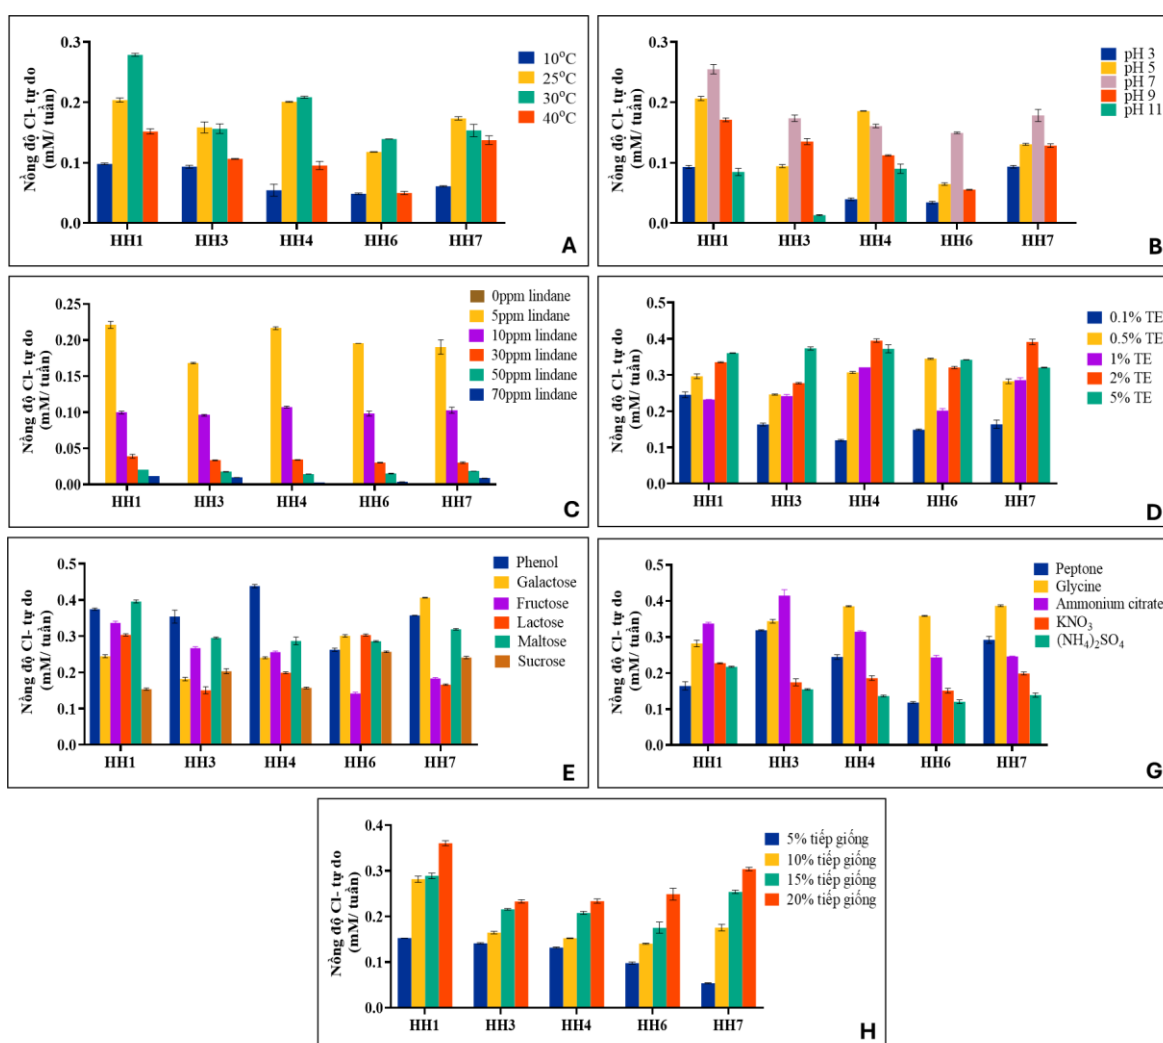 Nồng độ Cl- tự do
(mM/ tuần)
0.3
0.2
0.1
0.0
HH1 HH3 HH4 HH6 HH7
10°C
25°C
30°C
40°C
A
Nồng độ Cl- tự do
(mM/ tuần)
0.3
0.2
0.1
0.0
HH1 HH3 HH4 HH6 HH7
pH 3
pH 5
pH 7
pH 9
pH 11
B
Nồng độ Cl- tự do
(mM/ tuần)
0.25
0.20
0.15
0.10
0.05
0.00
HH1 HH3 HH4 HH6 HH7
0ppm lindane
5ppm lindane
10ppm lindane
30ppm lindane
50ppm lindane
70ppm lindane
C
Nồng độ Cl- tự do
(mM/ tuần)
0.5
0.4
0.3
0.2
0.1
0.0
HH1 HH3 HH4 HH6 HH7
0.1% TE
0.5% TE
1% TE
2% TE
5% TE
D
Nồng độ Cl- tự do
(mM/ tuần)
0.5
0.4
0.3
0.2
0.1
0.0
HH1 HH3 HH4 HH6 HH7
Phenol
Galactose
Fructose
Lactose
Maltose
Sucrose
E
Nồng độ Cl- tự do
(mM/ tuần)
0.5
0.4
0.3
0.2
0.1
0.0
HH1 HH3 HH4 HH6 HH7
Peptone
Glycine
Ammonium citrate
KNO₃
(NH₄)₂SO₄
G
Nồng độ Cl- tự do
(mM/ tuần)
0.4
0.3
0.2
0.1
0.0
HH1 HH3 HH4 HH6 HH7
5% tiếp giống
10% tiếp giống
15% tiếp giống
20% tiếp giống
H